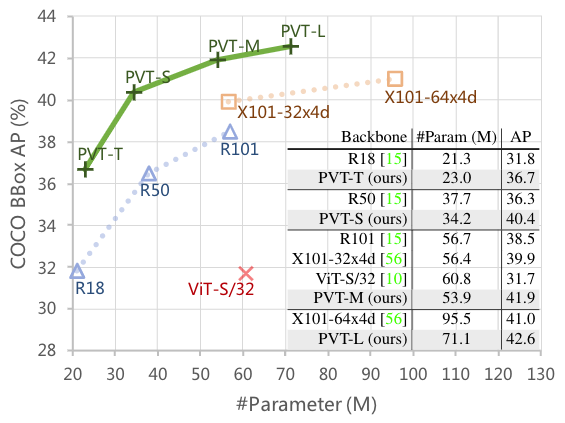 44
42
40
38
36
34
32
30
28
COCO BBox AP (%)
PVT-L
PVT-M
PVT-S
X101-64x4d
X101-32x4d
PVT-T
R101
R50
R18
ViT-S/32
Backbone #Param (M) AP
R18 [15] 21.3 31.8
PVT-T (ours) 23.0 36.7
R50 [15] 37.7 36.3
PVT-S (ours) 34.2 40.4
R101 [15] 56.7 38.5
X101-32x4d [56] 56.4 39.9
ViT-S/32 [10] 60.8 31.7
PVT-M (ours) 53.9 41.9
X101-64x4d [56] 95.5 41.0
PVT-L (ours) 71.1 42.6
20 30 40 50 60 70 80 90 100 110 120 130
#Parameter (M)